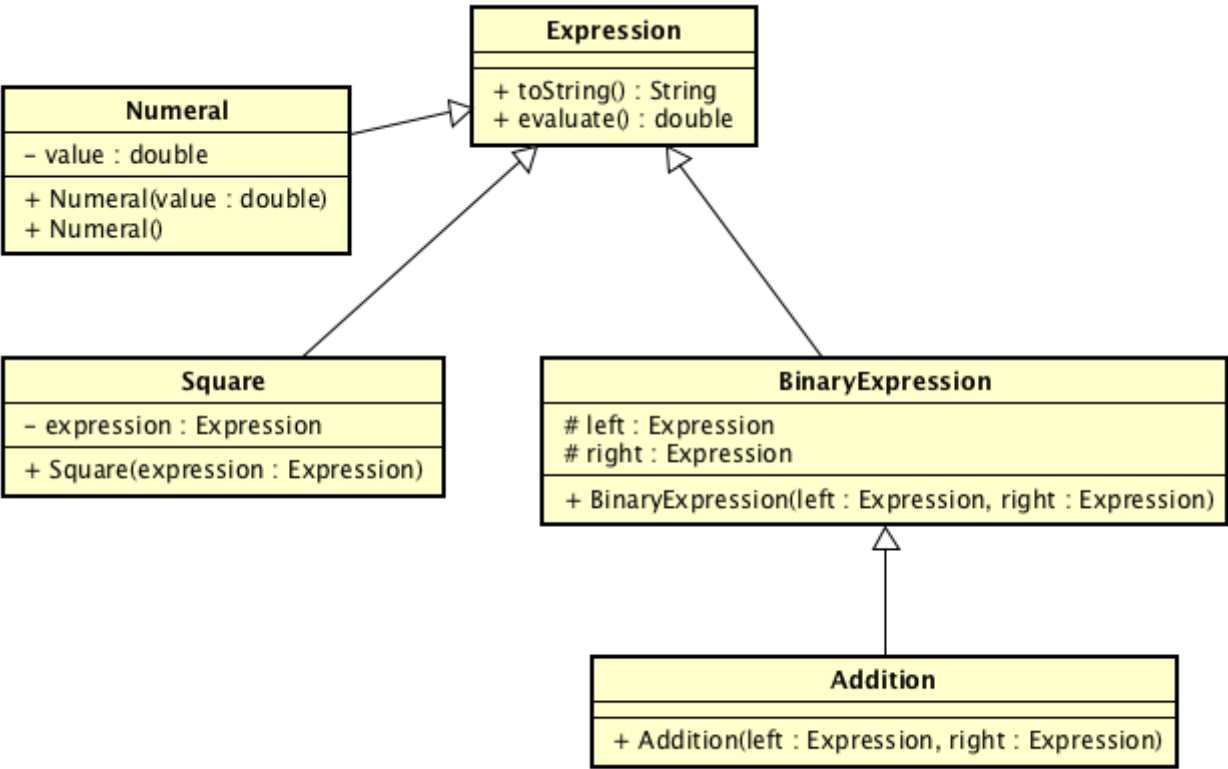 Expression
+ toString() : String
+ evaluate() : double
Numeral
– value : double
+ Numeral(value : double)
+ Numeral()
Square
– expression : Expression
+ Square(expression : Expression)
BinaryExpression
# left : Expression
# right : Expression
+ BinaryExpression(left : Expression, right : Expression)
Addition
+ Addition(left : Expression, right : Expression)